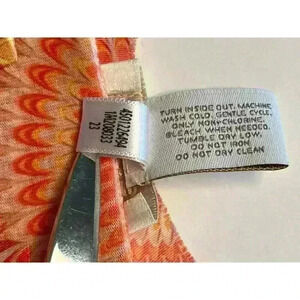 TURN INSIDE OUT. MACHINE
WASH COLD, GENTLE CYCLE.
ONLY NON-CHLORINE.
BLEACH WHEN NEEDED.
TUMBLE DRY LOW.
DO NOT IRON
DO NOT DRY CLEAN
23